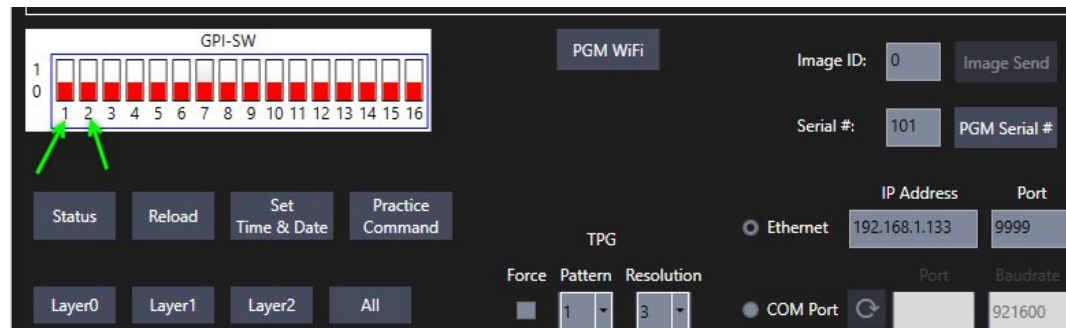 GPI-SW
1
0
1 2 3 4 5 6 7 8 9 10 11 12 13 14 15 16
PGM WiFi
Image ID: 0 Image Send
Serial #: 101 PGM Serial #
Status Reload Set Time & Date Practice Command
IP Address Port
Ethernet 192.168.1.133 9999
TPG
Force Pattern Resolution
1 3
Port Baudrate
COM Port 921600
Layer0 Layer1 Layer2 All